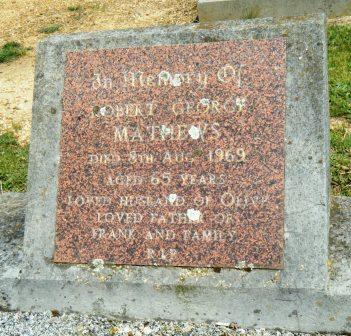 In Memory Of
ROBERT GEORGE
MATHEWS
DIED 8TH AUG 1969
AGED 65 YEARS
LOVED HUSBAND OF OLIVE
LOVED FATHER OF
FRANK AND FAMILY
R.I.P.